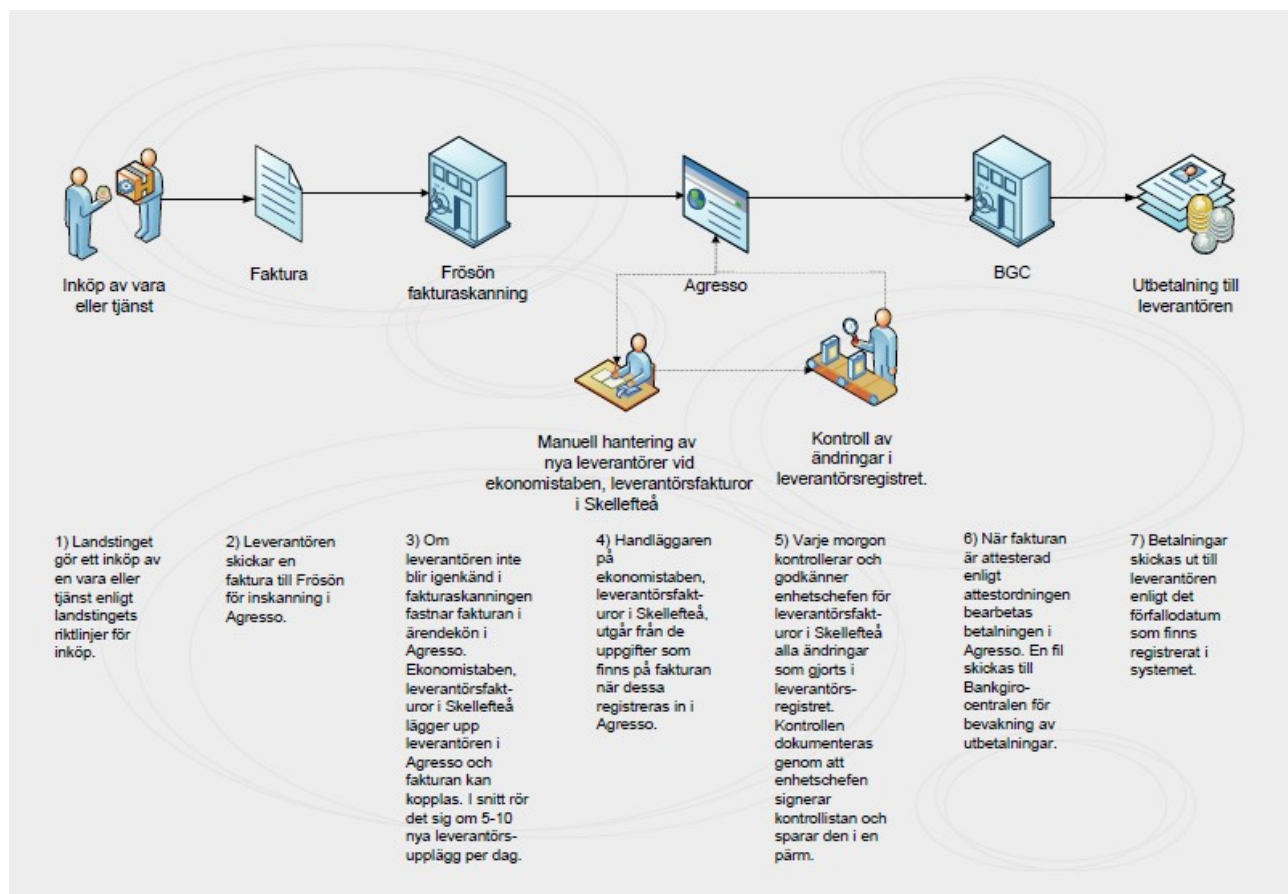 Inköp av vara
eller tjänst
Faktura
Frösön
fakturaskanning
Agresso
BGC
Utbetalning till
leverantören
Manuell hantering av
nya leverantörer vid
ekonomistaben, leverantörsfakturor
i Skellefteå
Kontroll av
ändringar i
leverantörsregistret.
1) Landstinget
gör ett inköp av
en vara eller
tjänst enligt
landstingets
riktlinjer för
inköp.
2) Leverantören
skickar en
faktura till Frösön
för inskanning i
Agresso.
3) Om
leverantören inte
blir igenkänd i
fakturaskanningen
fastnar fakturan i
ärendekön i
Agresso.
Ekonomistaben,
leverantörsfakt-
uror i Skellefteå
lägger upp
leverantören i
Agresso och
fakturan kan
kopplas. I snitt rör
det sig om 5-10
nya leverantörs-
upplägg per dag.
4) Handläggaren
på
ekonomistaben,
leverantörsfakt-
uror i Skellefteå,
utgår från de
uppgifter som
finns på fakturan
när dessa
registreras in i
Agresso.
5) Varje morgon
kontrollerar och
godkänner
enhetschefen för
leverantörsfakt-
uror i Skellefteå
alla ändringar
som gjorts i
leverantörs-
registret.
Kontrollen
dokumenteras
genom att
enhetschefen
signerar
kontrollistan och
sparar den i en
pärm.
6) När fakturan
är attesterad
enligt
attestordningen
bearbetas
betalningen i
Agresso. En fil
skickas till
Bankgiro-
centralen för
bevakning av
utbetalningar.
7) Betalningar
skickas ut till
leverantören
enligt det
förfallodatum
som finns
registrerat i
systemet.